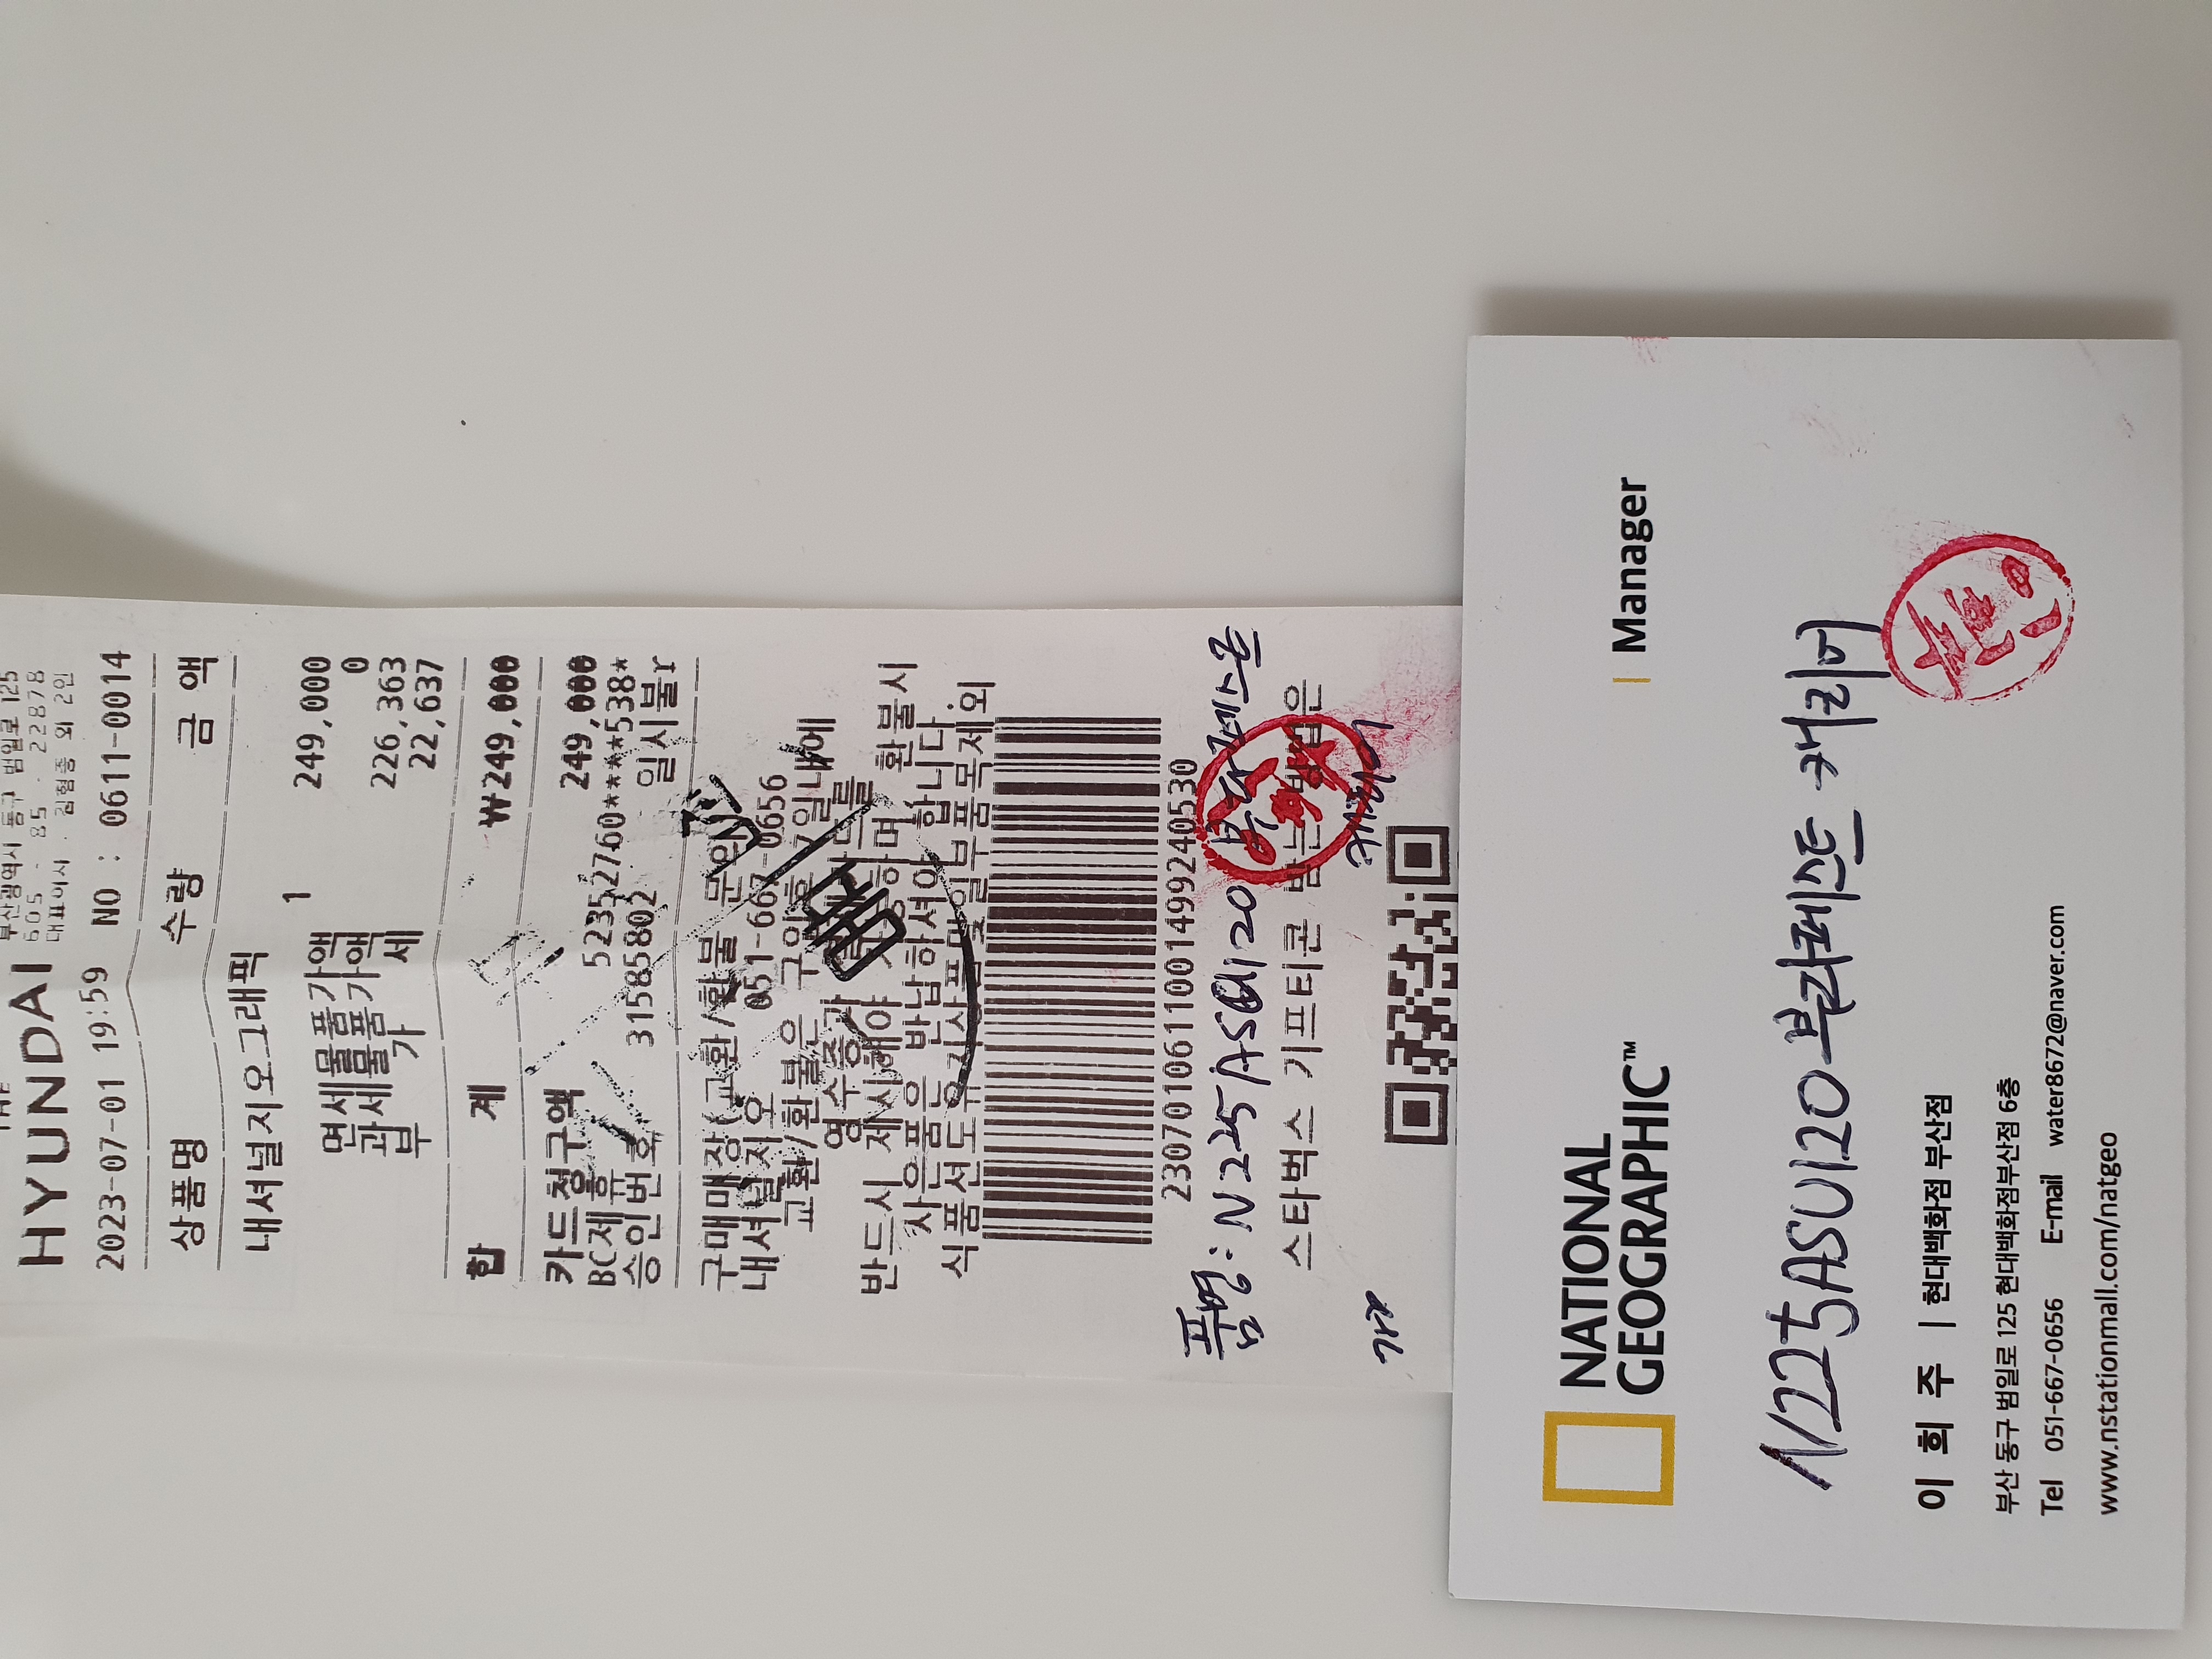 THE
HYUNDAI
부산광역시 동구 범일로 125
605 - 85 - 22878
대표이사 . 김형종 외 2인
2023-07-01 19:59 NO : 0611-0014
상품명 수량 금 액
내셔널지오그래픽
1 249,000
면세물품가액 0
과세물품가액 226,363
부 가 세 22,637
합 계 ₩249,000
카드청구액 249,000
BC제휴 52352760****538*
승인번호 31585802 일시불r
구매매장(교환/환불 문의)
내셔널지오 051-667-0656
교환/환불은 구입후 7일내에
영수증과 결제카드를
반드시 제시해야 가능하며, 환불시
사은품은 반납하셔야 합니다.
식품선도유지상품및일부품목제외
2307010611001499240530
품명: N225ASU120 부다페스트
스타벅스 기프티콘 받는 방법은
캐리어
NATIONAL
GEOGRAPHIC™
Manager
N225ASU120 부다페스트 캐리어
이 희 주 | 현대백화점 부산점
부산 동구 범일로 125 현대백화점부산점 6층
Tel 051-667-0656 E-mail water8672@naver.com
www.nstationmall.com/natgeo